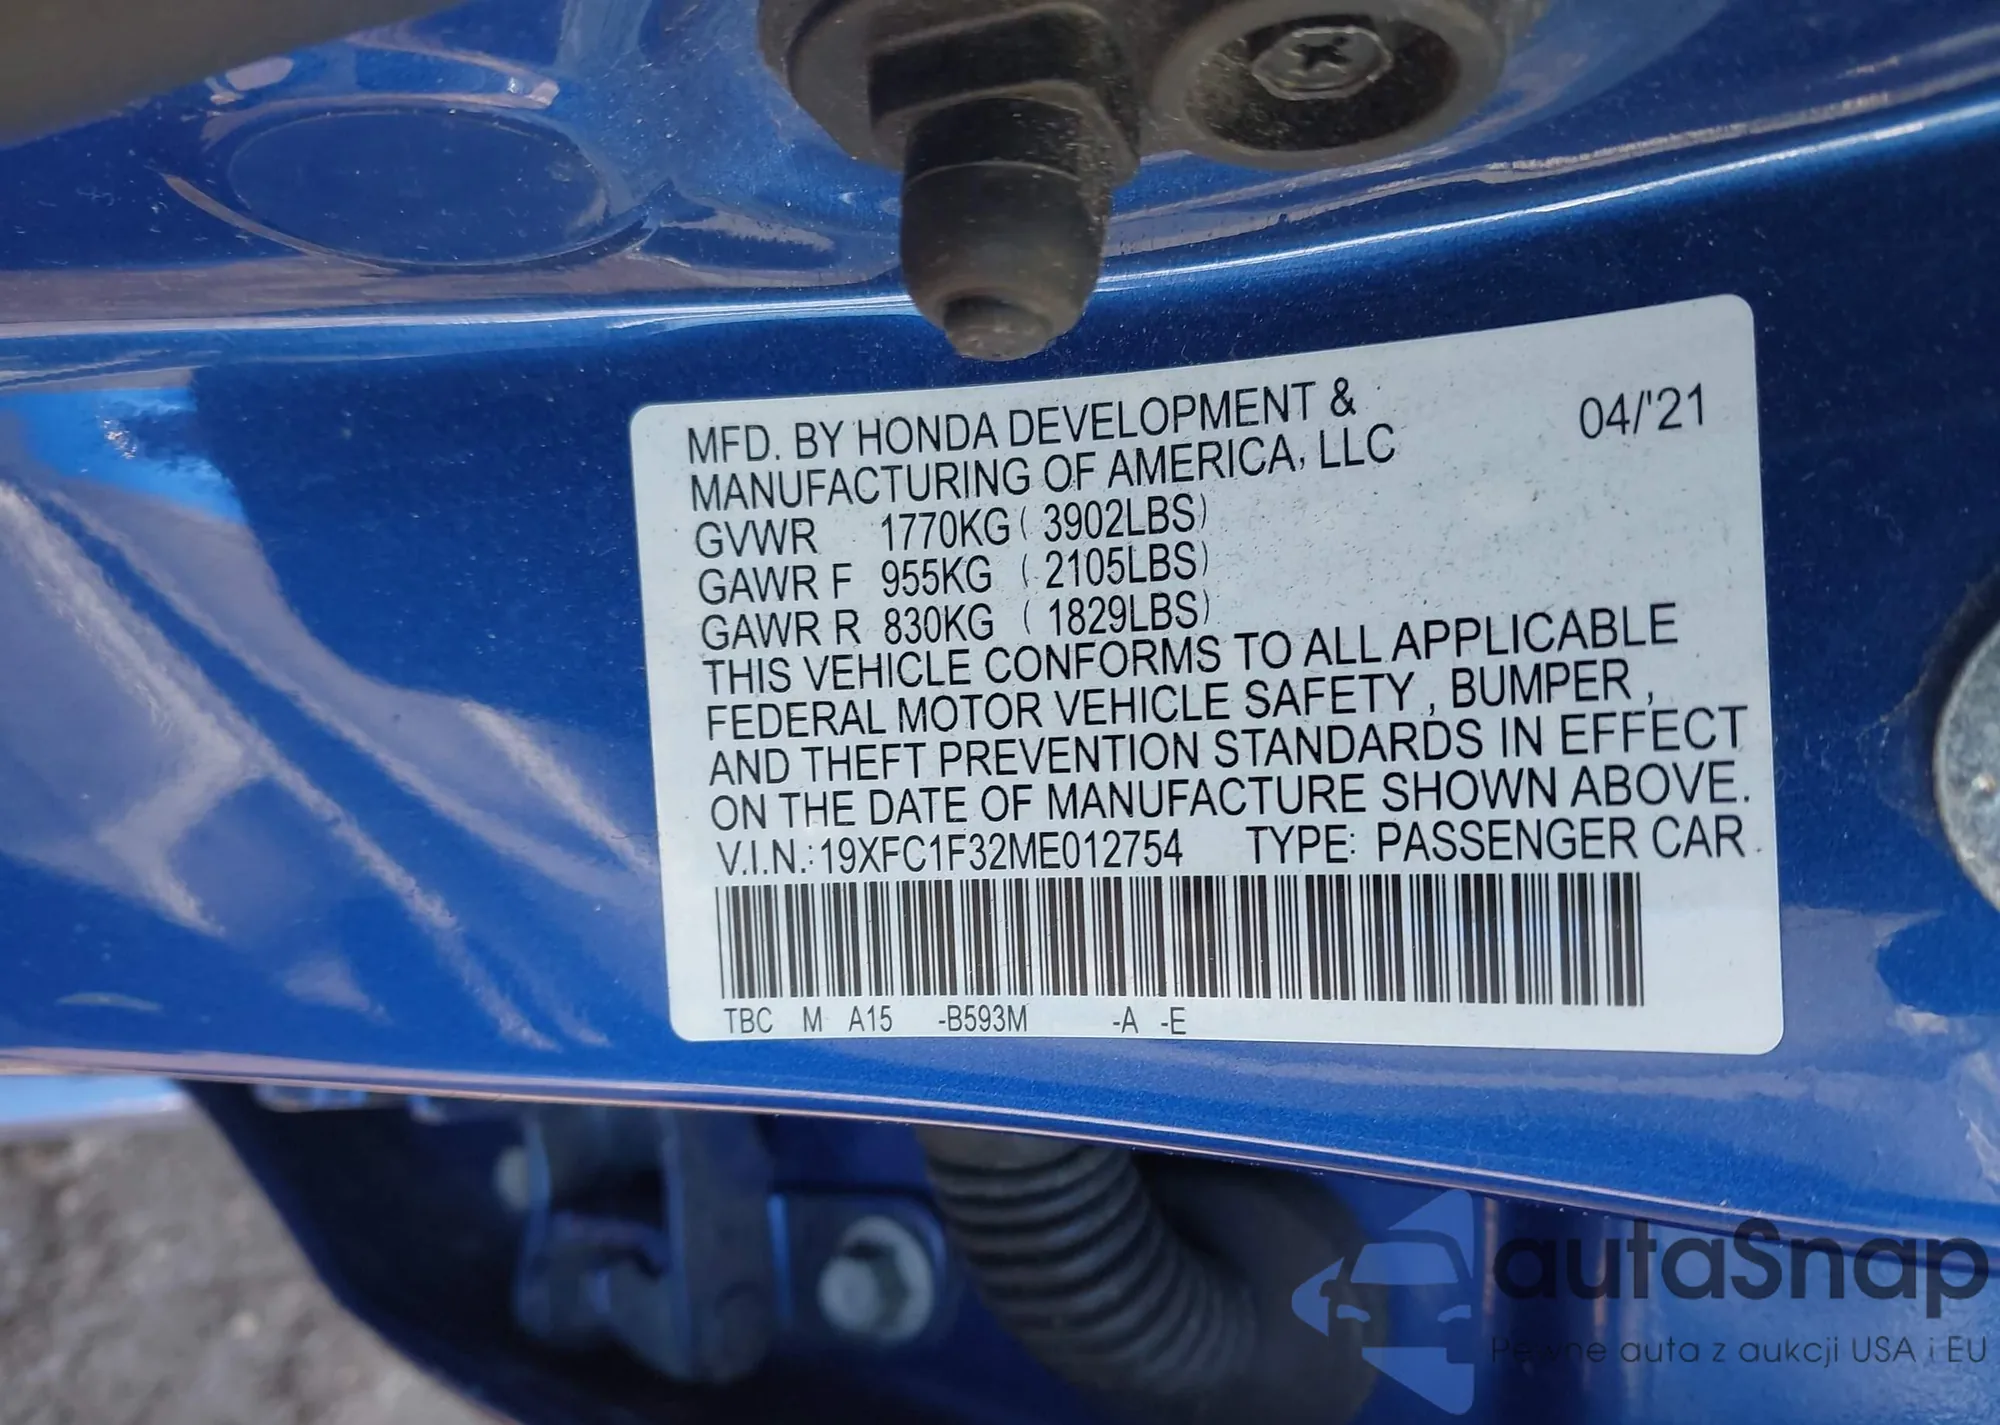 MFD. BY HONDA DEVELOPMENT & 04/'21
MANUFACTURING OF AMERICA, LLC
GVWR 1770KG ( 3902LBS)
GAWR F 955KG ( 2105LBS)
GAWR R 830KG ( 1829LBS)
THIS VEHICLE CONFORMS TO ALL APPLICABLE
FEDERAL MOTOR VEHICLE SAFETY , BUMPER ,
AND THEFT PREVENTION STANDARDS IN EFFECT
ON THE DATE OF MANUFACTURE SHOWN ABOVE.
V.I.N.: 19XFC1F32ME012754 TYPE: PASSENGER CAR
TBC M A15 -B593M -A -E
autaSnap
Pewne auta z aukcji USA i EU